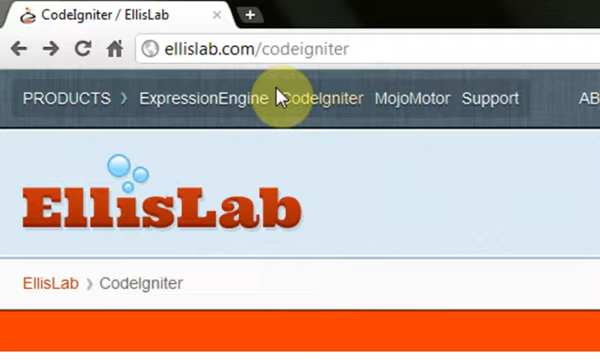 CodeIgniter / EllisLab
ellislab.com/codeigniter
PRODUCTS › ExpressionEngine CodeIgniter MojoMotor Support AB
EllisLab
EllisLab › CodeIgniter